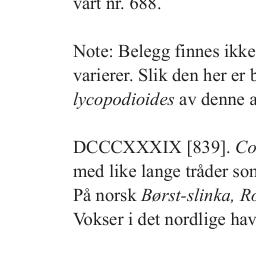 vårt nr. 688.
Note: Belegg finnes ikke
varierer. Slik den her er
lycopodioides av denne
DCCCXXXIX [839]. Co
med like lange tråder som
På norsk Børst-slinka, Ro
Vokser i det nordlige hav